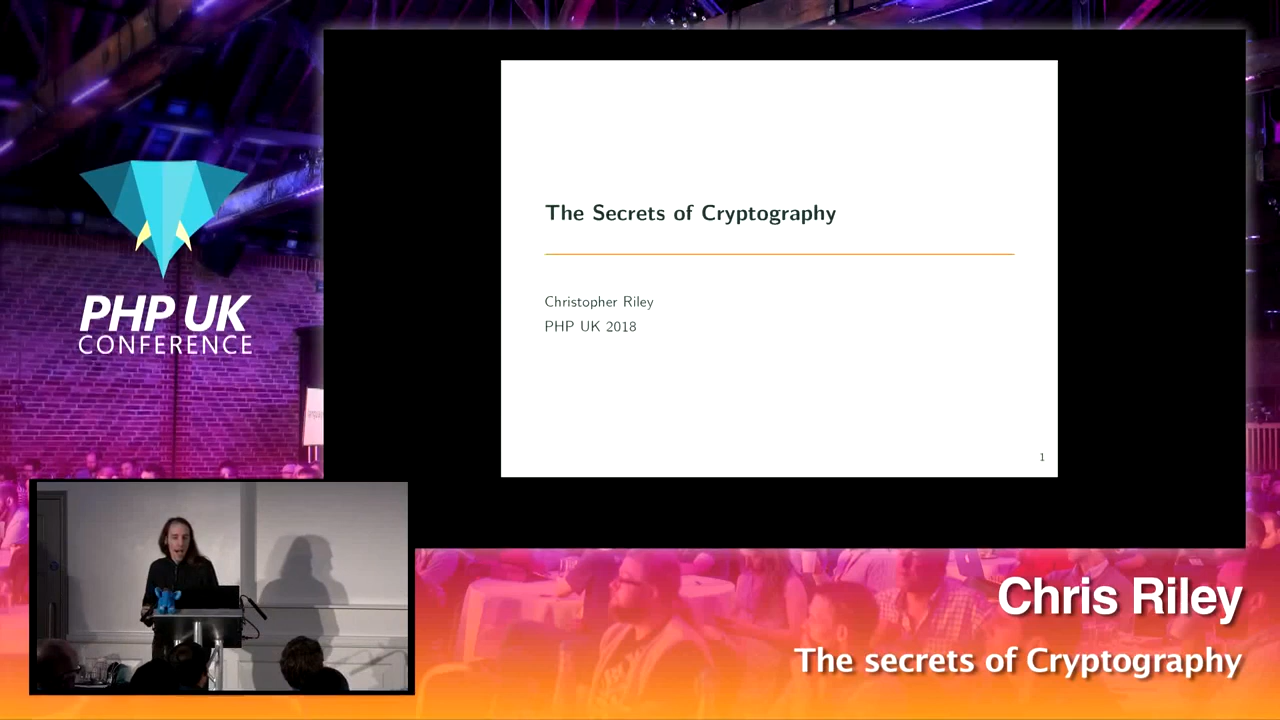 PHP UK
CONFERENCE
The Secrets of Cryptography
Christopher Riley
PHP UK 2018
1
Chris Riley
The secrets of Cryptography